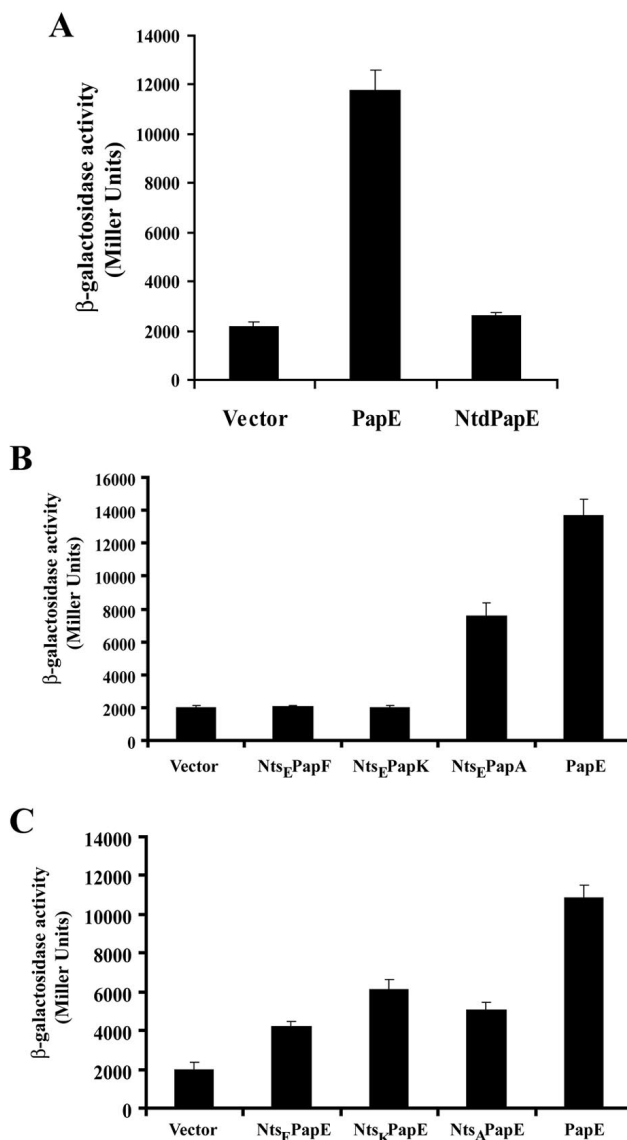 A
14000
12000
10000
8000
6000
4000
2000
0
β-galactosidase activity
(Miller Units)
Vector PapE NtdPapE
B
16000
14000
12000
10000
8000
6000
4000
2000
0
β-galactosidase activity
(Miller Units)
Vector NtsEPapF NtsEPapK NtsEPapA PapE
C
14000
12000
10000
8000
6000
4000
2000
0
β-galactosidase activity
(Miller Units)
Vector NtsFPapE NtsKPapE NtsAPapE PapE